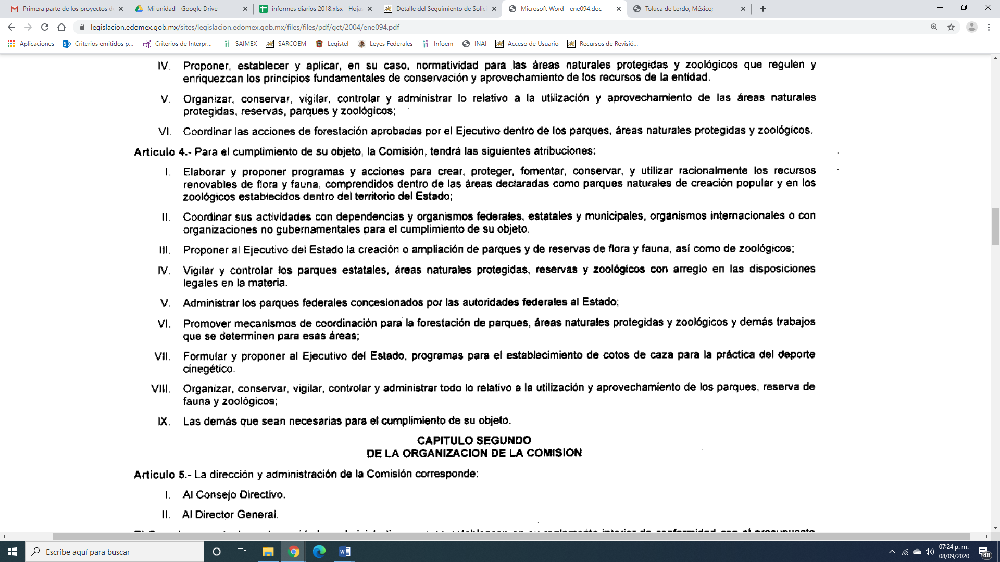 Primera parte de los proyectos d
Mi unidad - Google Drive
informes diarios 2018.xlsx - Hojas
Detalle del Seguimiento de Solici
Microsoft Word - ene094.doc
Toluca de Lerdo, México;
legislacion.edomex.gob.mx/sites/legislacion.edomex.gob.mx/files/files/pdf/gct/2004/ene094.pdf
Aplicaciones
Criterios emitidos p...
Criterios de Interpr...
SAIMEX
SARCOEM
Legistel
Leyes Federales
Infoem
INAI
Acceso de Usuario
Recursos de Revisió...
IV. Proponer, establecer y aplicar, en su caso, normatividad para las áreas naturales protegidas y zoológicos que regulen y
enriquezcan los principios fundamentales de conservación y aprovechamiento de los recursos de la entidad.
V. Organizar, conservar, vigilar, controlar y administrar lo relativo a la utilización y aprovechamiento de las áreas naturales
protegidas, reservas, parques y zoológicos;
VI. Coordinar las acciones de forestación aprobadas por el Ejecutivo dentro de los parques, áreas naturales protegidas y zoológicos.
Artículo 4.- Para el cumplimiento de su objeto, la Comisión, tendrá las siguientes atribuciones:
I. Elaborar y proponer programas y acciones para crear, proteger, fomentar, conservar, y utilizar racionalmente los recursos
renovables de flora y fauna, comprendidos dentro de las áreas declaradas como parques naturales de creación popular y en los
zoológicos establecidos dentro del territorio del Estado;
II. Coordinar sus actividades con dependencias y organismos federales, estatales y municipales, organismos internacionales o con
organizaciones no gubernamentales para el cumplimiento de su objeto.
III. Proponer al Ejecutivo del Estado la creación o ampliación de parques y de reservas de flora y fauna, así como de zoológicos;
IV. Vigilar y controlar los parques estatales, áreas naturales protegidas, reservas y zoológicos con arreglo en las disposiciones
legales en la materia.
V. Administrar los parques federales concesionados por las autoridades federales al Estado;
VI. Promover mecanismos de coordinación para la forestación de parques, áreas naturales protegidas y zoológicos y demás trabajos
que se determinen para esas áreas;
VII. Formular y proponer al Ejecutivo del Estado, programas para el establecimiento de cotos de caza para la práctica del deporte
cinegético.
VIII. Organizar, conservar, vigilar, controlar y administrar todo lo relativo a la utilización y aprovechamiento de los parques, reserva de
fauna y zoológicos;
IX. Las demás que sean necesarias para el cumplimiento de su objeto.
CAPITULO SEGUNDO
DE LA ORGANIZACION DE LA COMISION
Artículo 5.- La dirección y administración de la Comisión corresponde:
I. Al Consejo Directivo.
II. Al Director General.
Escribe aquí para buscar
07:24 p. m.
08/09/2020
48